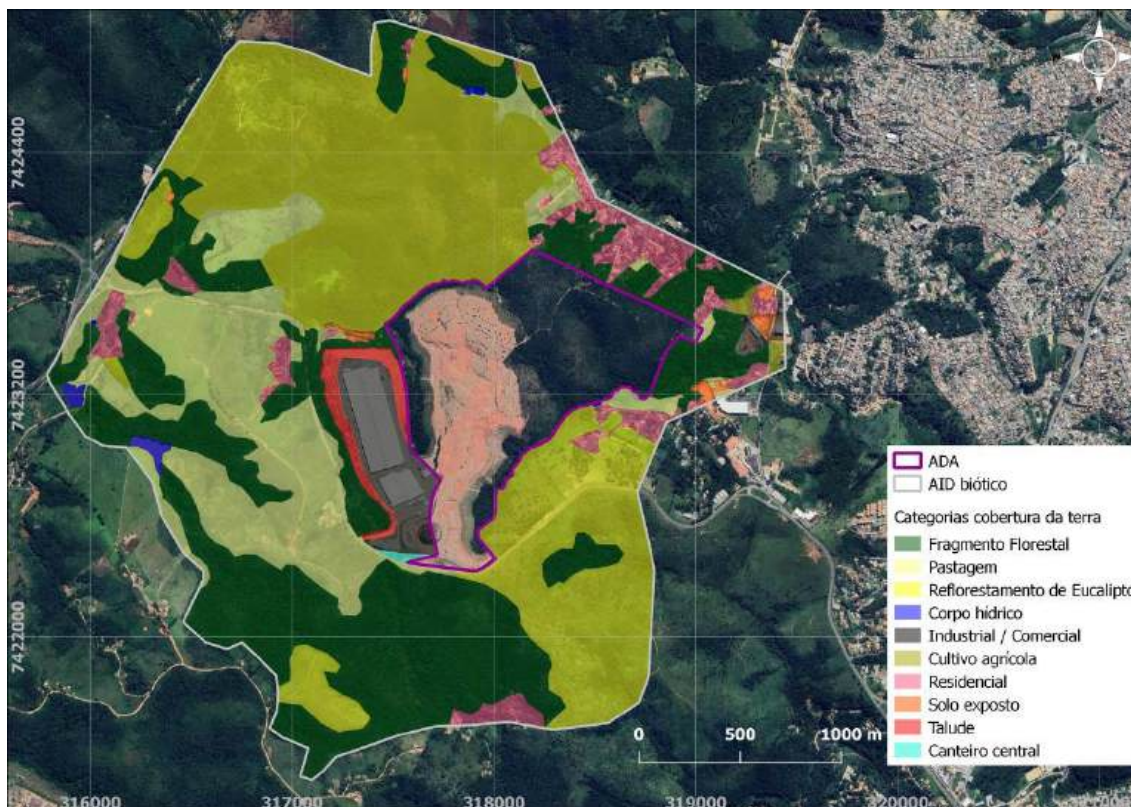 7424400
7423200
7422000
ADA
AID biótico
Categorias cobertura da terra
Fragmento Florestal
Pastagem
Reflorestamento de Eucalipto
Corpo hídrico
Industrial / Comercial
Cultivo agrícola
Residencial
Solo exposto
Talude
Canteiro central
0 500 1000 m
316000 317000 318000 319000